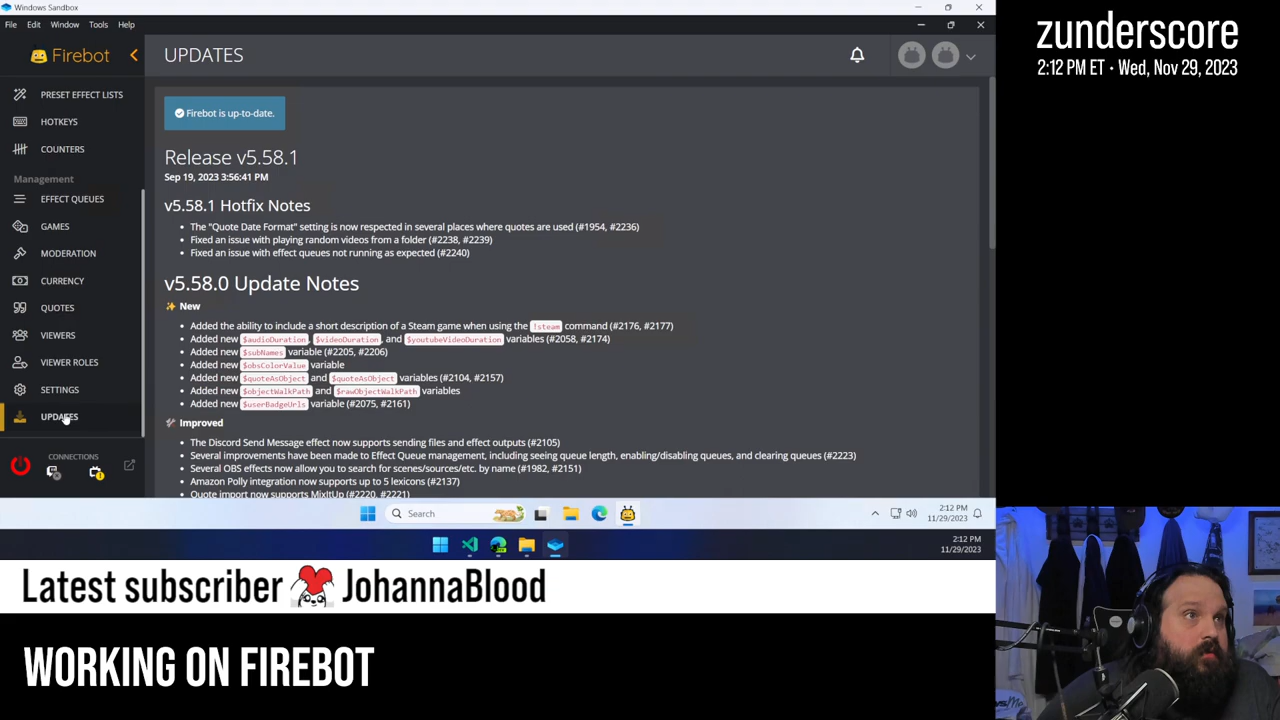 Windows Sandbox
File Edit Window Tools Help
Firebot
UPDATES
PRESET EFFECT LISTS
HOTKEYS
COUNTERS
Management
EFFECT QUEUES
GAMES
MODERATION
CURRENCY
QUOTES
VIEWERS
VIEWER ROLES
SETTINGS
UPDATES
CONNECTIONS
Firebot is up-to-date.
Release v5.58.1
Sep 19, 2023 3:56:41 PM
v5.58.1 Hotfix Notes
The "Quote Date Format" setting is now respected in several places where quotes are used (#1954, #2236)
Fixed an issue with playing random videos from a folder (#2238, #2239)
Fixed an issue with effect queues not running as expected (#2240)
v5.58.0 Update Notes
✨ New
Added the ability to include a short description of a Steam game when using the !steam command (#2176, #2177)
Added new $audioDuration, $videoDuration, and $youtubeVideoDuration variables (#2058, #2174)
Added new $subNames variable (#2205, #2206)
Added new $obsColorValue variable
Added new $quoteAsObject and $quoteAsObject variables (#2104, #2157)
Added new $objectWalkPath and $rawObjectWalkPath variables
Added new $userBadgeUrls variable (#2075, #2161)
Improved
The Discord Send Message effect now supports sending files and effect outputs (#2105)
Several improvements have been made to Effect Queue management, including seeing queue length, enabling/disabling queues, and clearing queues (#2223)
Several OBS effects now allow you to search for scenes/sources/etc. by name (#1982, #2151)
Amazon Polly integration now supports up to 5 lexicons (#2137)
Quote import now supports MixItUp (#2220, #2221)
Search
2:12 PM
11/29/2023
2:12 PM
11/29/2023
zunderscore
2:12 PM ET • Wed, Nov 29, 2023
Latest subscriber JohannaBlood
WORKING ON FIREBOT